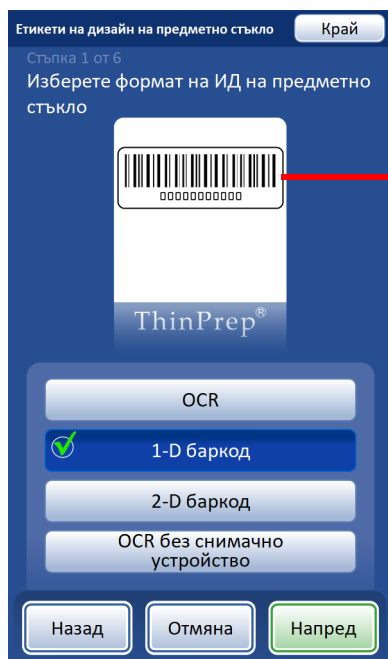 Етикети на дизайн на предметно стъкло
Край
Стъпка 1 от 6
Изберете формат на ИД на предметно
стъкло
00000000000
ThinPrep®
OCR
1-D баркод
2-D баркод
OCR без снимачно
устройство
Назад
Отмяна
Напред